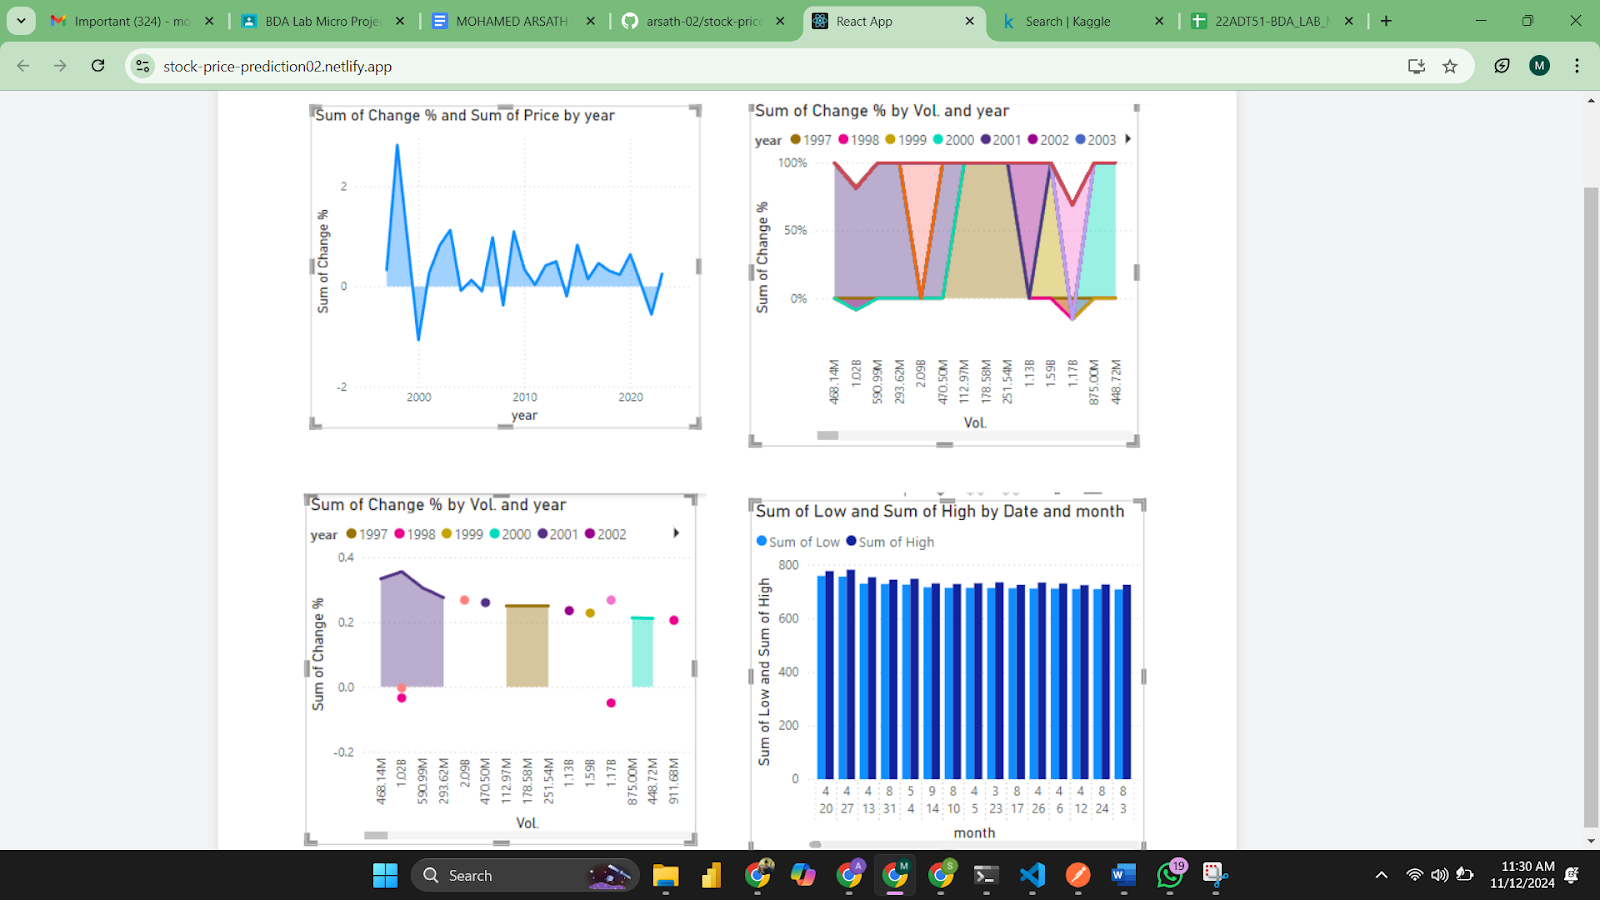 Important (324) - mo
BDA Lab Micro Projec
MOHAMED ARSATH
arsath-02/stock-price
React App
Search | Kaggle
22ADT51-BDA_LAB_M
stock-price-prediction02.netlify.app
M
Sum of Change % and Sum of Price by year
Sum of Change %
2
0
-2
2000 2010 2020
year
Sum of Change % by Vol. and year
year 1997 1998 1999 2000 2001 2002 2003
Sum of Change %
100%
50%
0%
468.14M 1.02B 590.99M 293.62M 2.09B 470.50M 112.97M 178.58M 251.54M 1.13B 1.59B 1.17B 875.00M 448.72M
Vol.
Sum of Change % by Vol. and year
year 1997 1998 1999 2000 2001 2002
Sum of Change %
0.4
0.2
0.0
-0.2
468.14M 1.02B 590.99M 293.62M 2.09B 470.50M 112.97M 178.58M 251.54M 1.13B 1.59B 1.17B 875.00M 448.72M 911.68M
Vol.
Sum of Low and Sum of High by Date and month
Sum of Low Sum of High
Sum of Low and Sum of High
800
600
400
200
0
4 4 4 8 5 9 8 4 3 8 4 4 4 8 8
20 27 13 31 4 14 10 5 23 17 26 6 12 24 3
month
Search
A
M
S
19
11:30 AM
11/12/2024